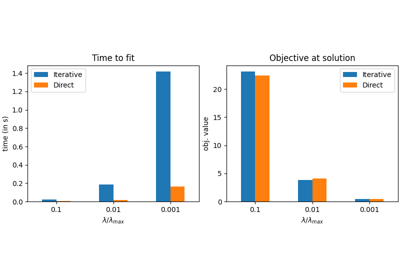 Time to fit
Objective at solution
Iterative
Direct
time (in s)
1.4
1.2
1.0
0.8
0.6
0.4
0.2
0.0
0.1
0.01
0.001
λ/λmax
Iterative
Direct
obj. value
20
15
10
5
0
0.1
0.01
0.001
λ/λmax